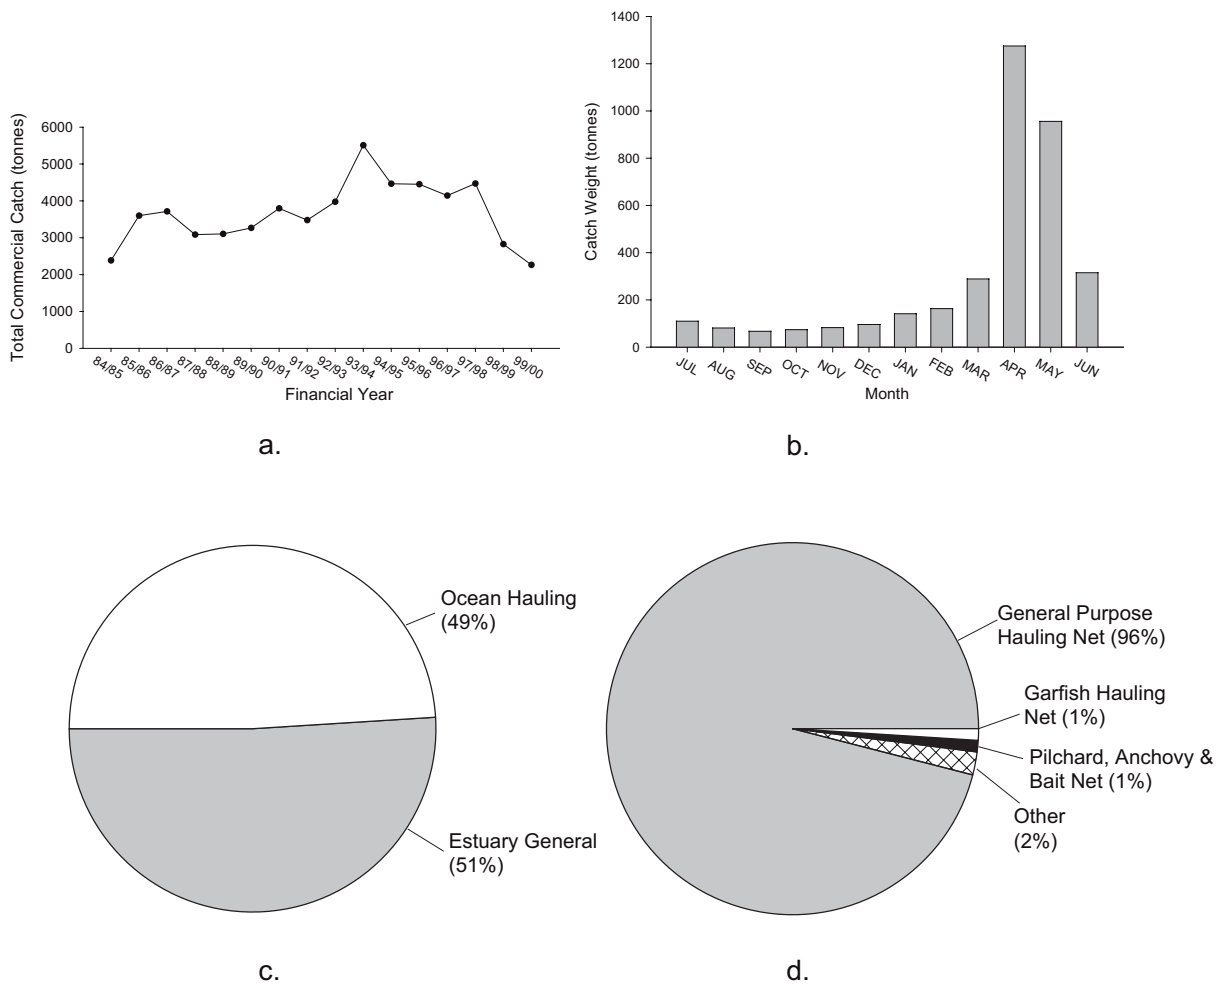 Total Commercial Catch (tonnes)
6000
5000
4000
3000
2000
1000
0
84/85
85/86
86/87
87/88
88/89
89/90
90/91
91/92
92/93
93/94
94/95
95/96
96/97
97/98
98/99
99/00
Financial Year
a.
Catch Weight (tonnes)
1400
1200
1000
800
600
400
200
0
JUL
AUG
SEP
OCT
NOV
DEC
JAN
FEB
MAR
APR
MAY
JUN
Month
b.
Ocean Hauling
(49%)
Estuary General
(51%)
c.
General Purpose
Hauling Net (96%)
Garfish Hauling
Net (1%)
Pilchard, Anchovy &
Bait Net (1%)
Other
(2%)
d.